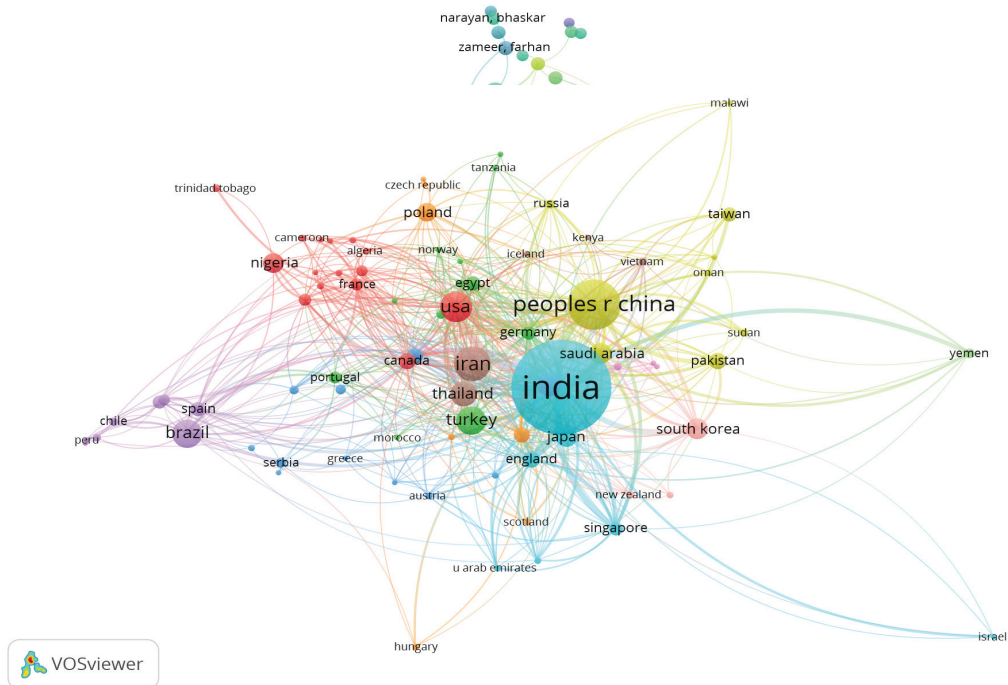 narayan, bhaskar
zameer, farhan
malawi
tanzania
trinidad tobago
czech republic
russia
poland
taiwan
cameroon
algeria
norway
iceland
kenya
nigeria
vietnam
oman
france
egypt
usa
peoples r china
germany
sudan
saudi arabia
yemen
canada
iran
pakistan
portugal
thailand
india
spain
chile
turkey
brazil
peru
morocco
japan
south korea
greece
england
serbia
austria
new zealand
scotland
singapore
u arab emirates
israel
hungary
VOSviewer